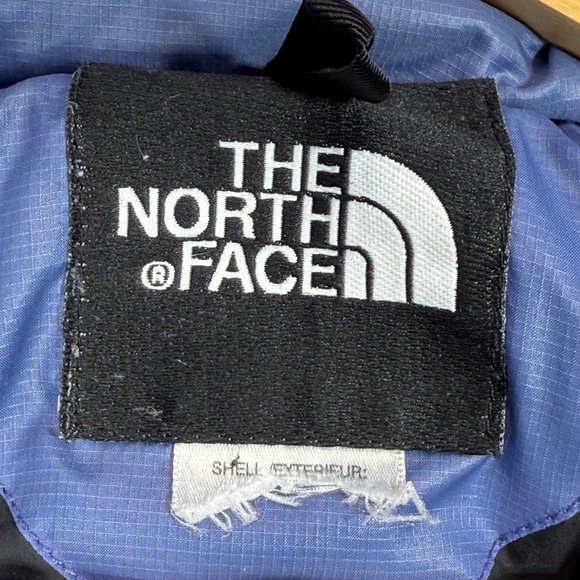 THE
NORTH
® FACE
SHELL/EXTERIEUR: